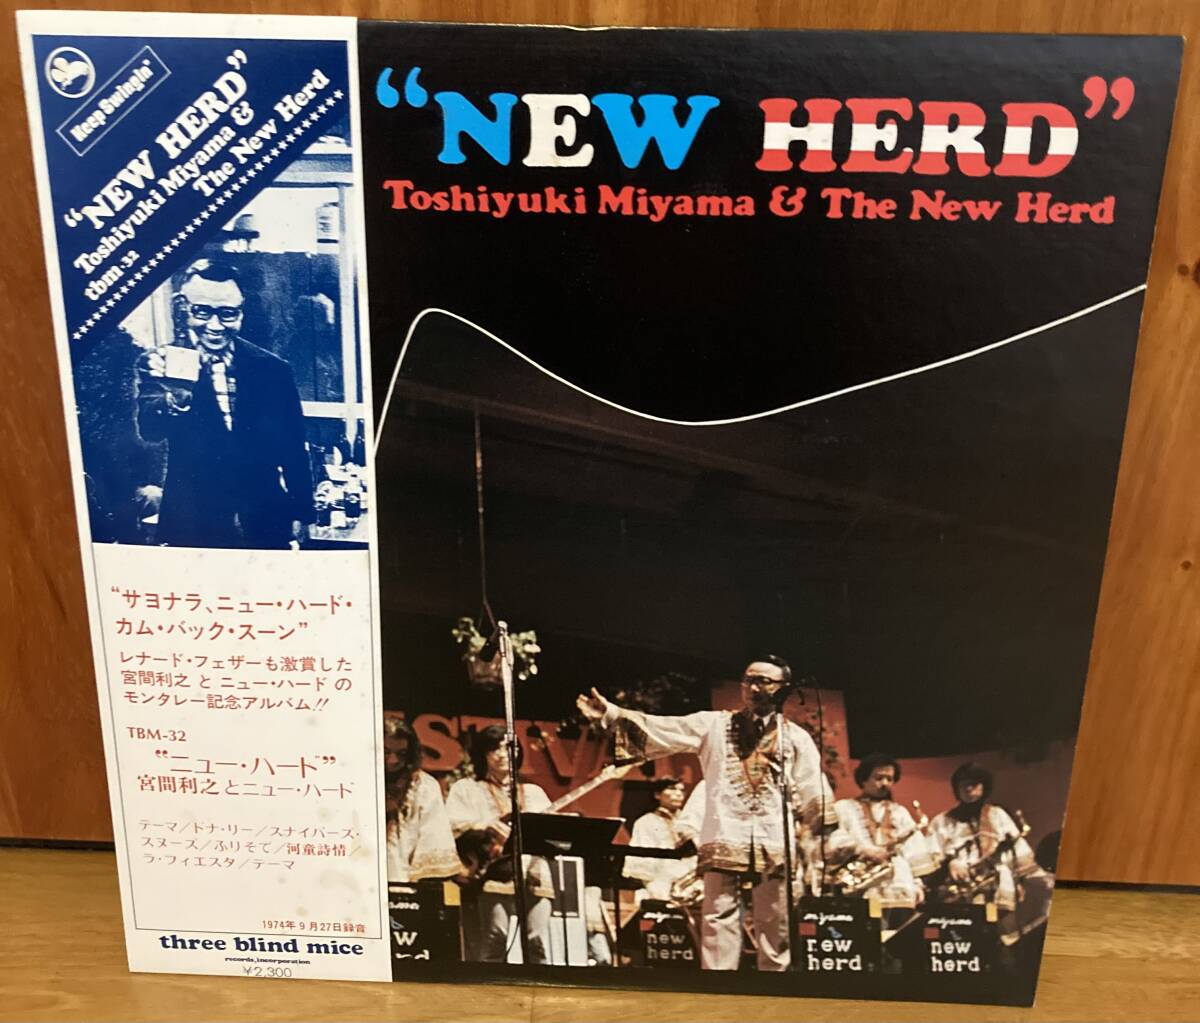 Keep Swingin"
“NEW HERD”
Toshiyuki Miyama &
The New Herd
tbm-32
“サヨナラ、ニュー・ハード・
カム・バック・スーン”
レナード・フェザーも激賞した
宮間利之 と ニュー・ハード の
モンタレー記念アルバム!!
TBM-32
“ニュー・ハード”
宮間利之とニュー・ハード
テーマ/ドナ・リー/スナイパーズ・
スヌーズ/ふりそで/河童詩情/
ラ・フィエスタ/テーマ
1974年9月27日録音
three blind mice
records, incorporation
¥2,300
“NEW HERD”
Toshiyuki Miyama & The New Herd
STIVA
miyama
new
herd
miyama
new
herd
miyama
new
herd